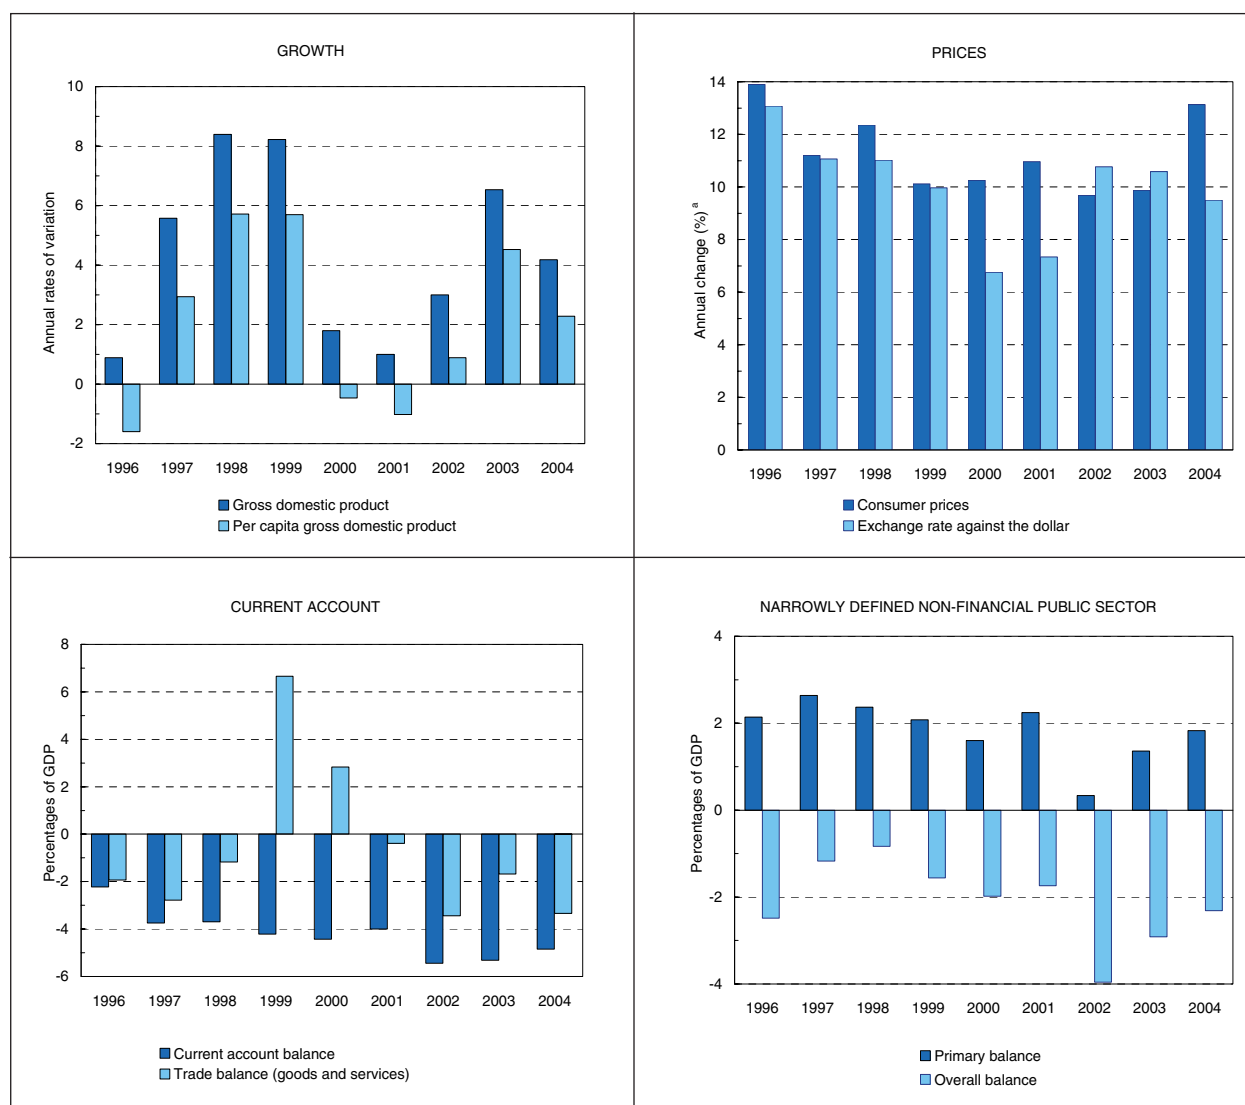 GROWTH
10
8
6
4
2
0
-2
Annual rates of variation
1996 1997 1998 1999 2000 2001 2002 2003 2004
Gross domestic product
Per capita gross domestic product
PRICES
14
12
10
8
6
4
2
0
Annual change (%) a
1996 1997 1998 1999 2000 2001 2002 2003 2004
Consumer prices
Exchange rate against the dollar
CURRENT ACCOUNT
8
6
4
2
0
-2
-4
-6
Percentages of GDP
1996 1997 1998 1999 2000 2001 2002 2003 2004
Current account balance
Trade balance (goods and services)
NARROWLY DEFINED NON-FINANCIAL PUBLIC SECTOR
4
2
0
-2
-4
Percentages of GDP
1996 1997 1998 1999 2000 2001 2002 2003 2004
Primary balance
Overall balance